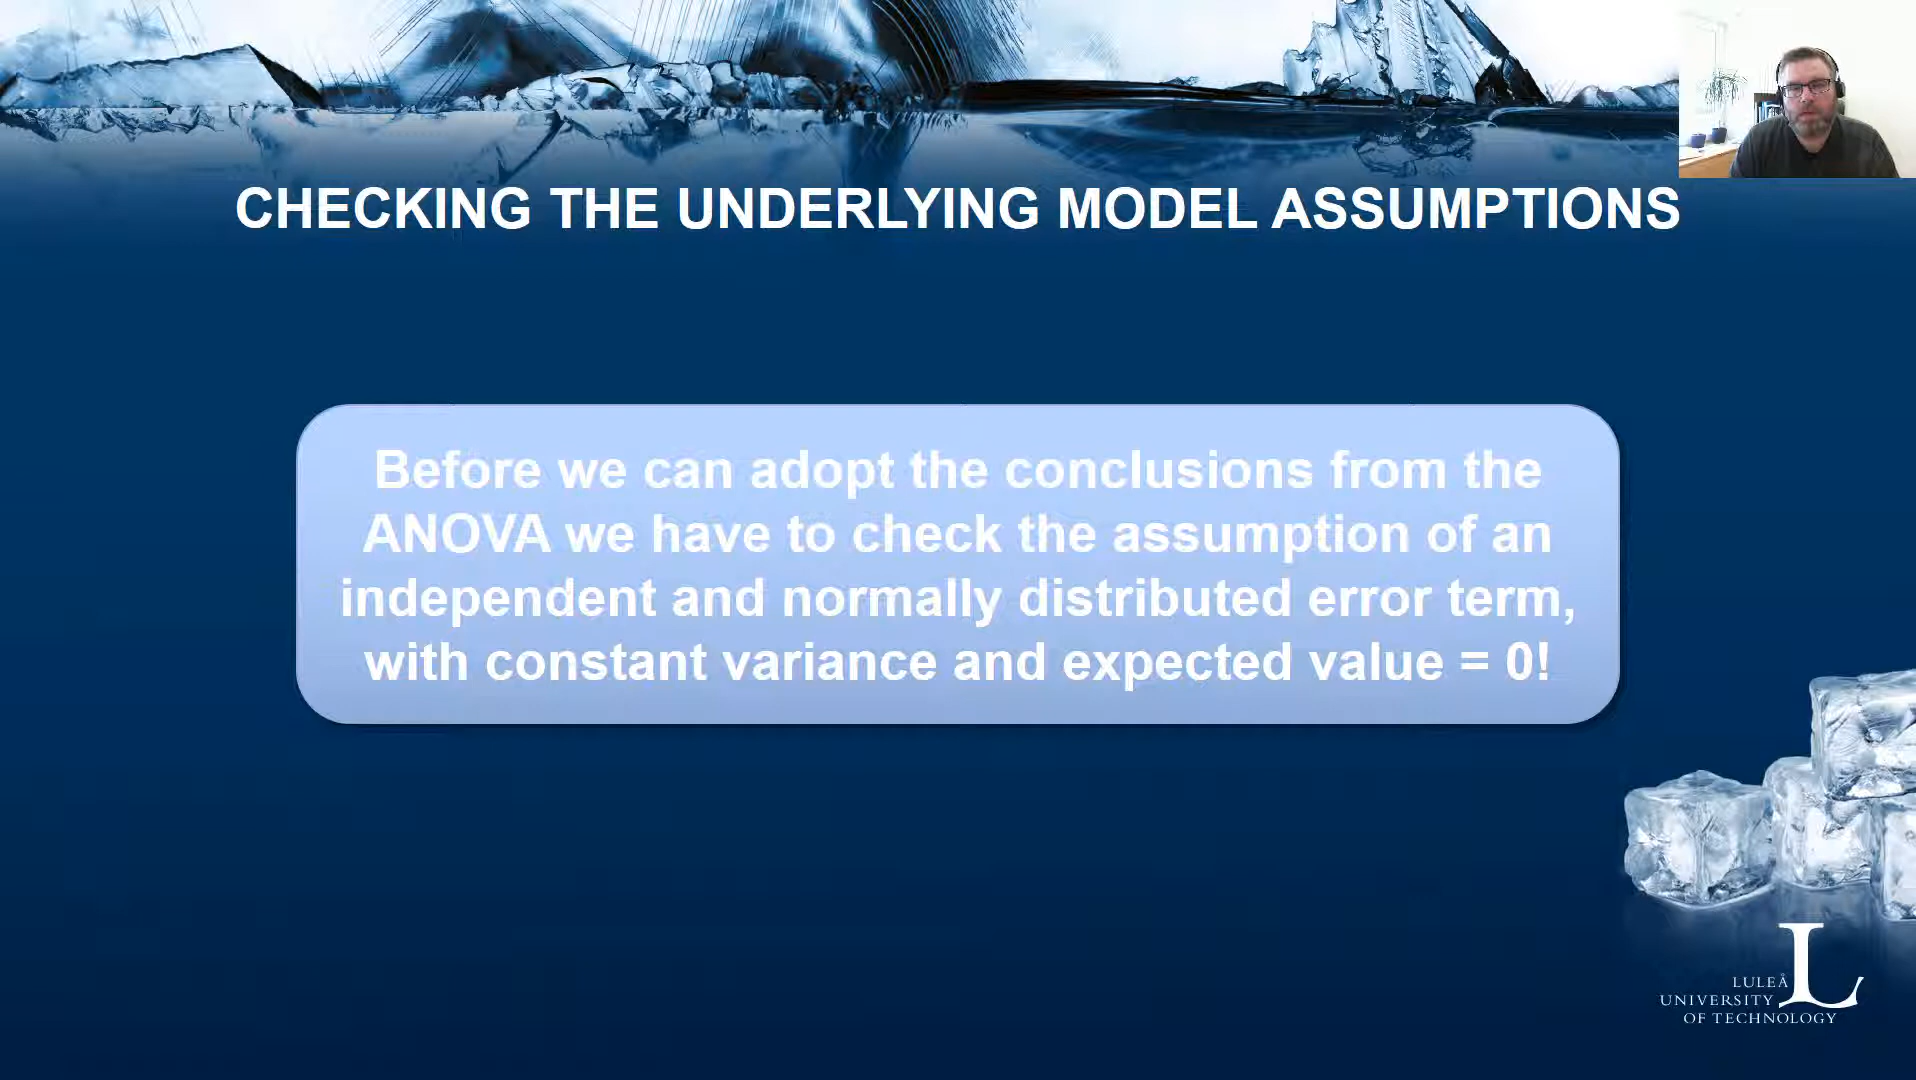 CHECKING THE UNDERLYING MODEL ASSUMPTIONS
Before we can adopt the conclusions from the
ANOVA we have to check the assumption of an
independent and normally distributed error term,
with constant variance and expected value = 0!
LULEÅ
UNIVERSITY
OF TECHNOLOGY
L